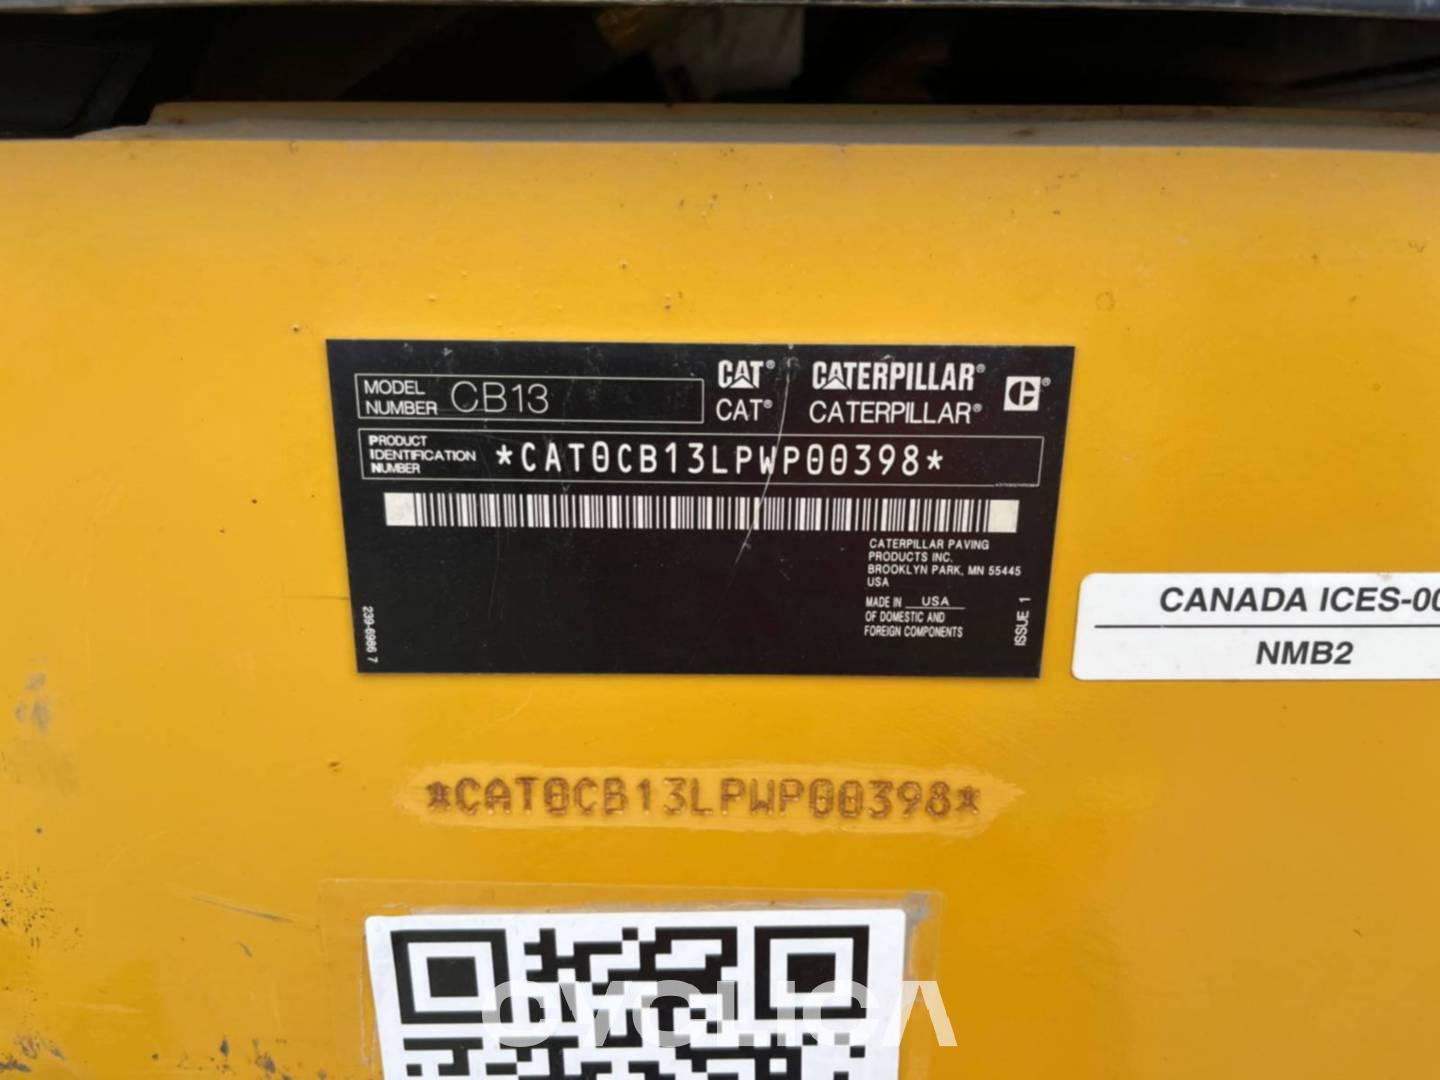 MODEL NUMBER CB13
CAT® CATERPILLAR®
CAT® CATERPILLAR®
PRODUCT IDENTIFICATION NUMBER *CAT0CB13LPWP00398*
CATERPILLAR PAVING
PRODUCTS INC.
BROOKLYN PARK, MN 55445
USA
MADE IN USA
OF DOMESTIC AND
FOREIGN COMPONENTS
ISSUE 1
239-6986 7
CANADA ICES-00
NMB2
*CAT0CB13LPWP00398*
OVOLICA